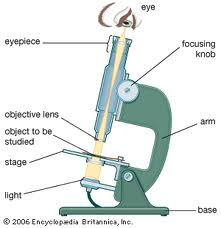 eye
eyepiece
focusing
knob
objective lens
object to be
studied
arm
stage
light
base
© 2006 Encyclopædia Britannica, Inc.